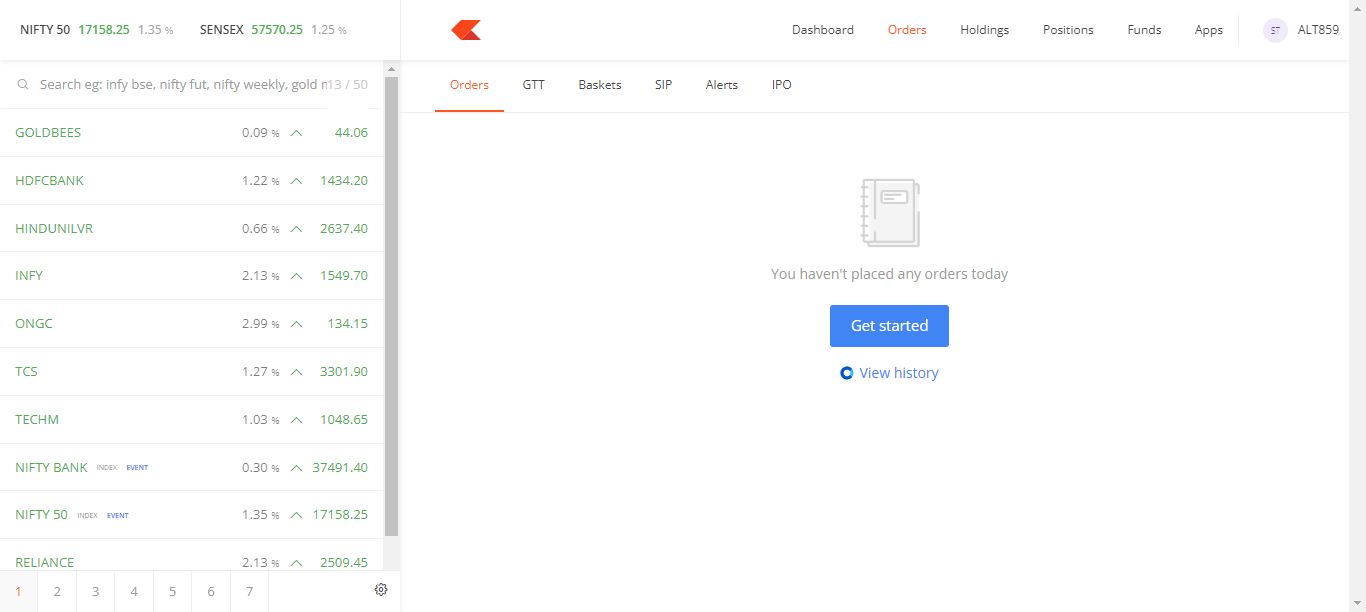 NIFTY 50 17158.25 1.35 % SENSEX 57570.25 1.25 %
Dashboard Orders Holdings Positions Funds Apps ST ALT859
Search eg: infy bse, nifty fut, nifty weekly, gold m 13 / 50
Orders GTT Baskets SIP Alerts IPO
GOLDBEES 0.09 % 44.06
HDFCBANK 1.22 % 1434.20
HINDUNILVR 0.66 % 2637.40
INFY 2.13 % 1549.70
ONGC 2.99 % 134.15
TCS 1.27 % 3301.90
TECHM 1.03 % 1048.65
NIFTY BANK INDEX EVENT 0.30 % 37491.40
NIFTY 50 INDEX EVENT 1.35 % 17158.25
RELIANCE 2.13 % 2509.45
1 2 3 4 5 6 7
You haven't placed any orders today
Get started
View history